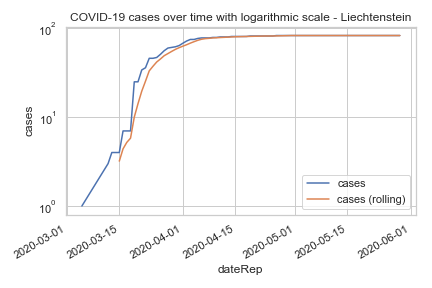 COVID-19 cases over time with logarithmic scale - Liechtenstein
10²
10¹
10⁰
cases
cases
cases (rolling)
2020-03-01
2020-03-15
2020-04-01
2020-04-15
2020-05-01
2020-05-15
2020-06-01
dateRep